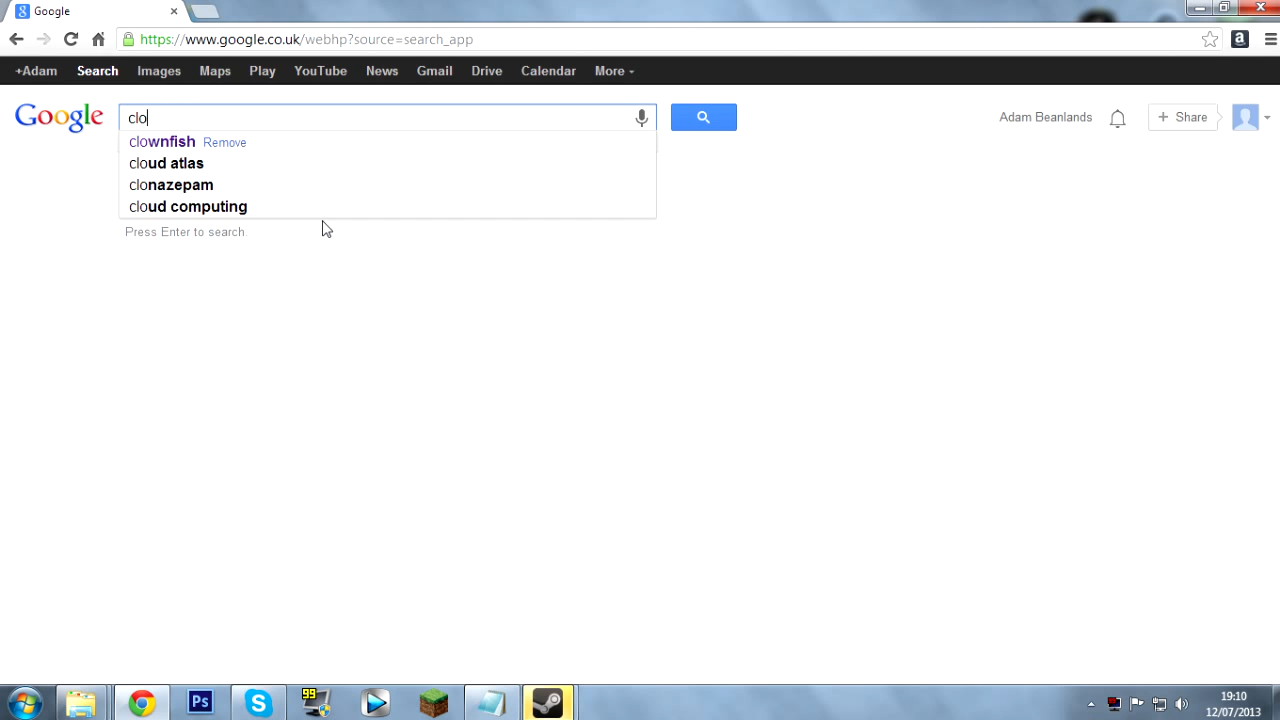 Google
https://www.google.co.uk/webhp?source=search_app
+Adam Search Images Maps Play YouTube News Gmail Drive Calendar More
Google clo Adam Beanlands + Share
clownfish Remove
cloud atlas
clonazepam
cloud computing
Press Enter to search.
Ps 99 19:10
12/07/2013